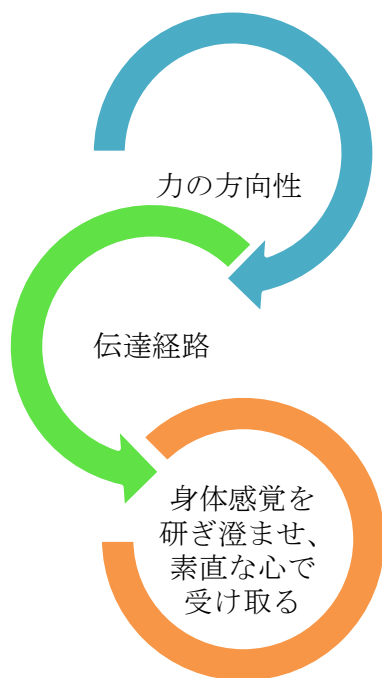 力の方向性
伝達経路
身体感覚を
研ぎ澄ませ、
素直な心で
受け取る